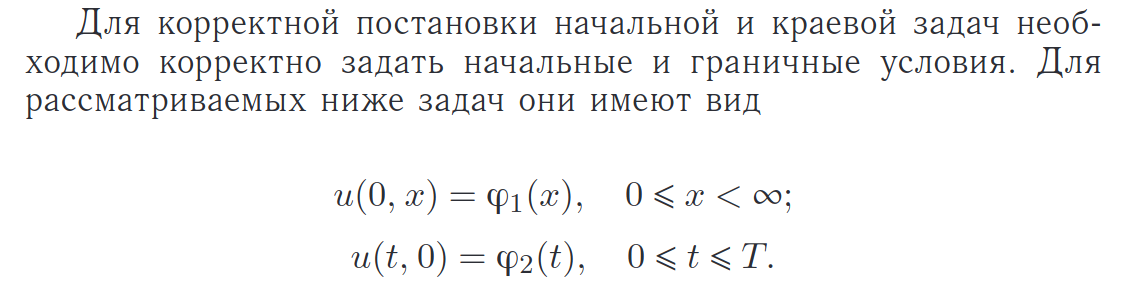 Для корректной постановки начальной и краевой задач необ-
ходимо корректно задать начальные и граничные условия. Для
рассматриваемых ниже задач они имеют вид
u(0, x) = φ₁(x), 0 ⩽ x < ∞;
u(t, 0) = φ₂(t), 0 ⩽ t ⩽ T.